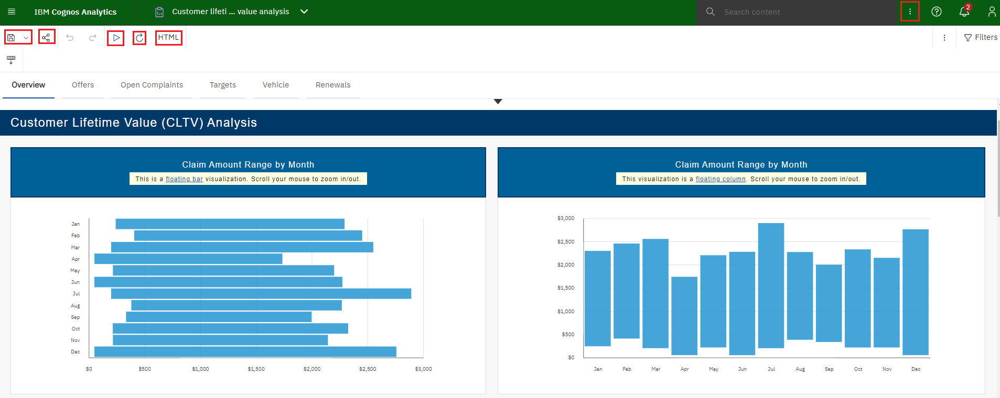 IBM Cognos Analytics
Customer lifeti ... value analysis
Search content
2
HTML
Filters
Overview
Offers
Open Complaints
Targets
Vehicle
Renewals
Customer Lifetime Value (CLTV) Analysis
Claim Amount Range by Month
This is a floating bar visualization. Scroll your mouse to zoom in/out.
Jan
Feb
Mar
Apr
May
Jun
Jul
Aug
Sep
Oct
Nov
Dec
$0
$500
$1,000
$1,500
$2,000
$2,500
$3,000
Claim Amount Range by Month
This visualization is a floating column. Scroll your mouse to zoom in/out.
$3,000
$2,500
$2,000
$1,500
$1,000
$500
$0
Jan
Feb
Mar
Apr
May
Jun
Jul
Aug
Sep
Oct
Nov
Dec